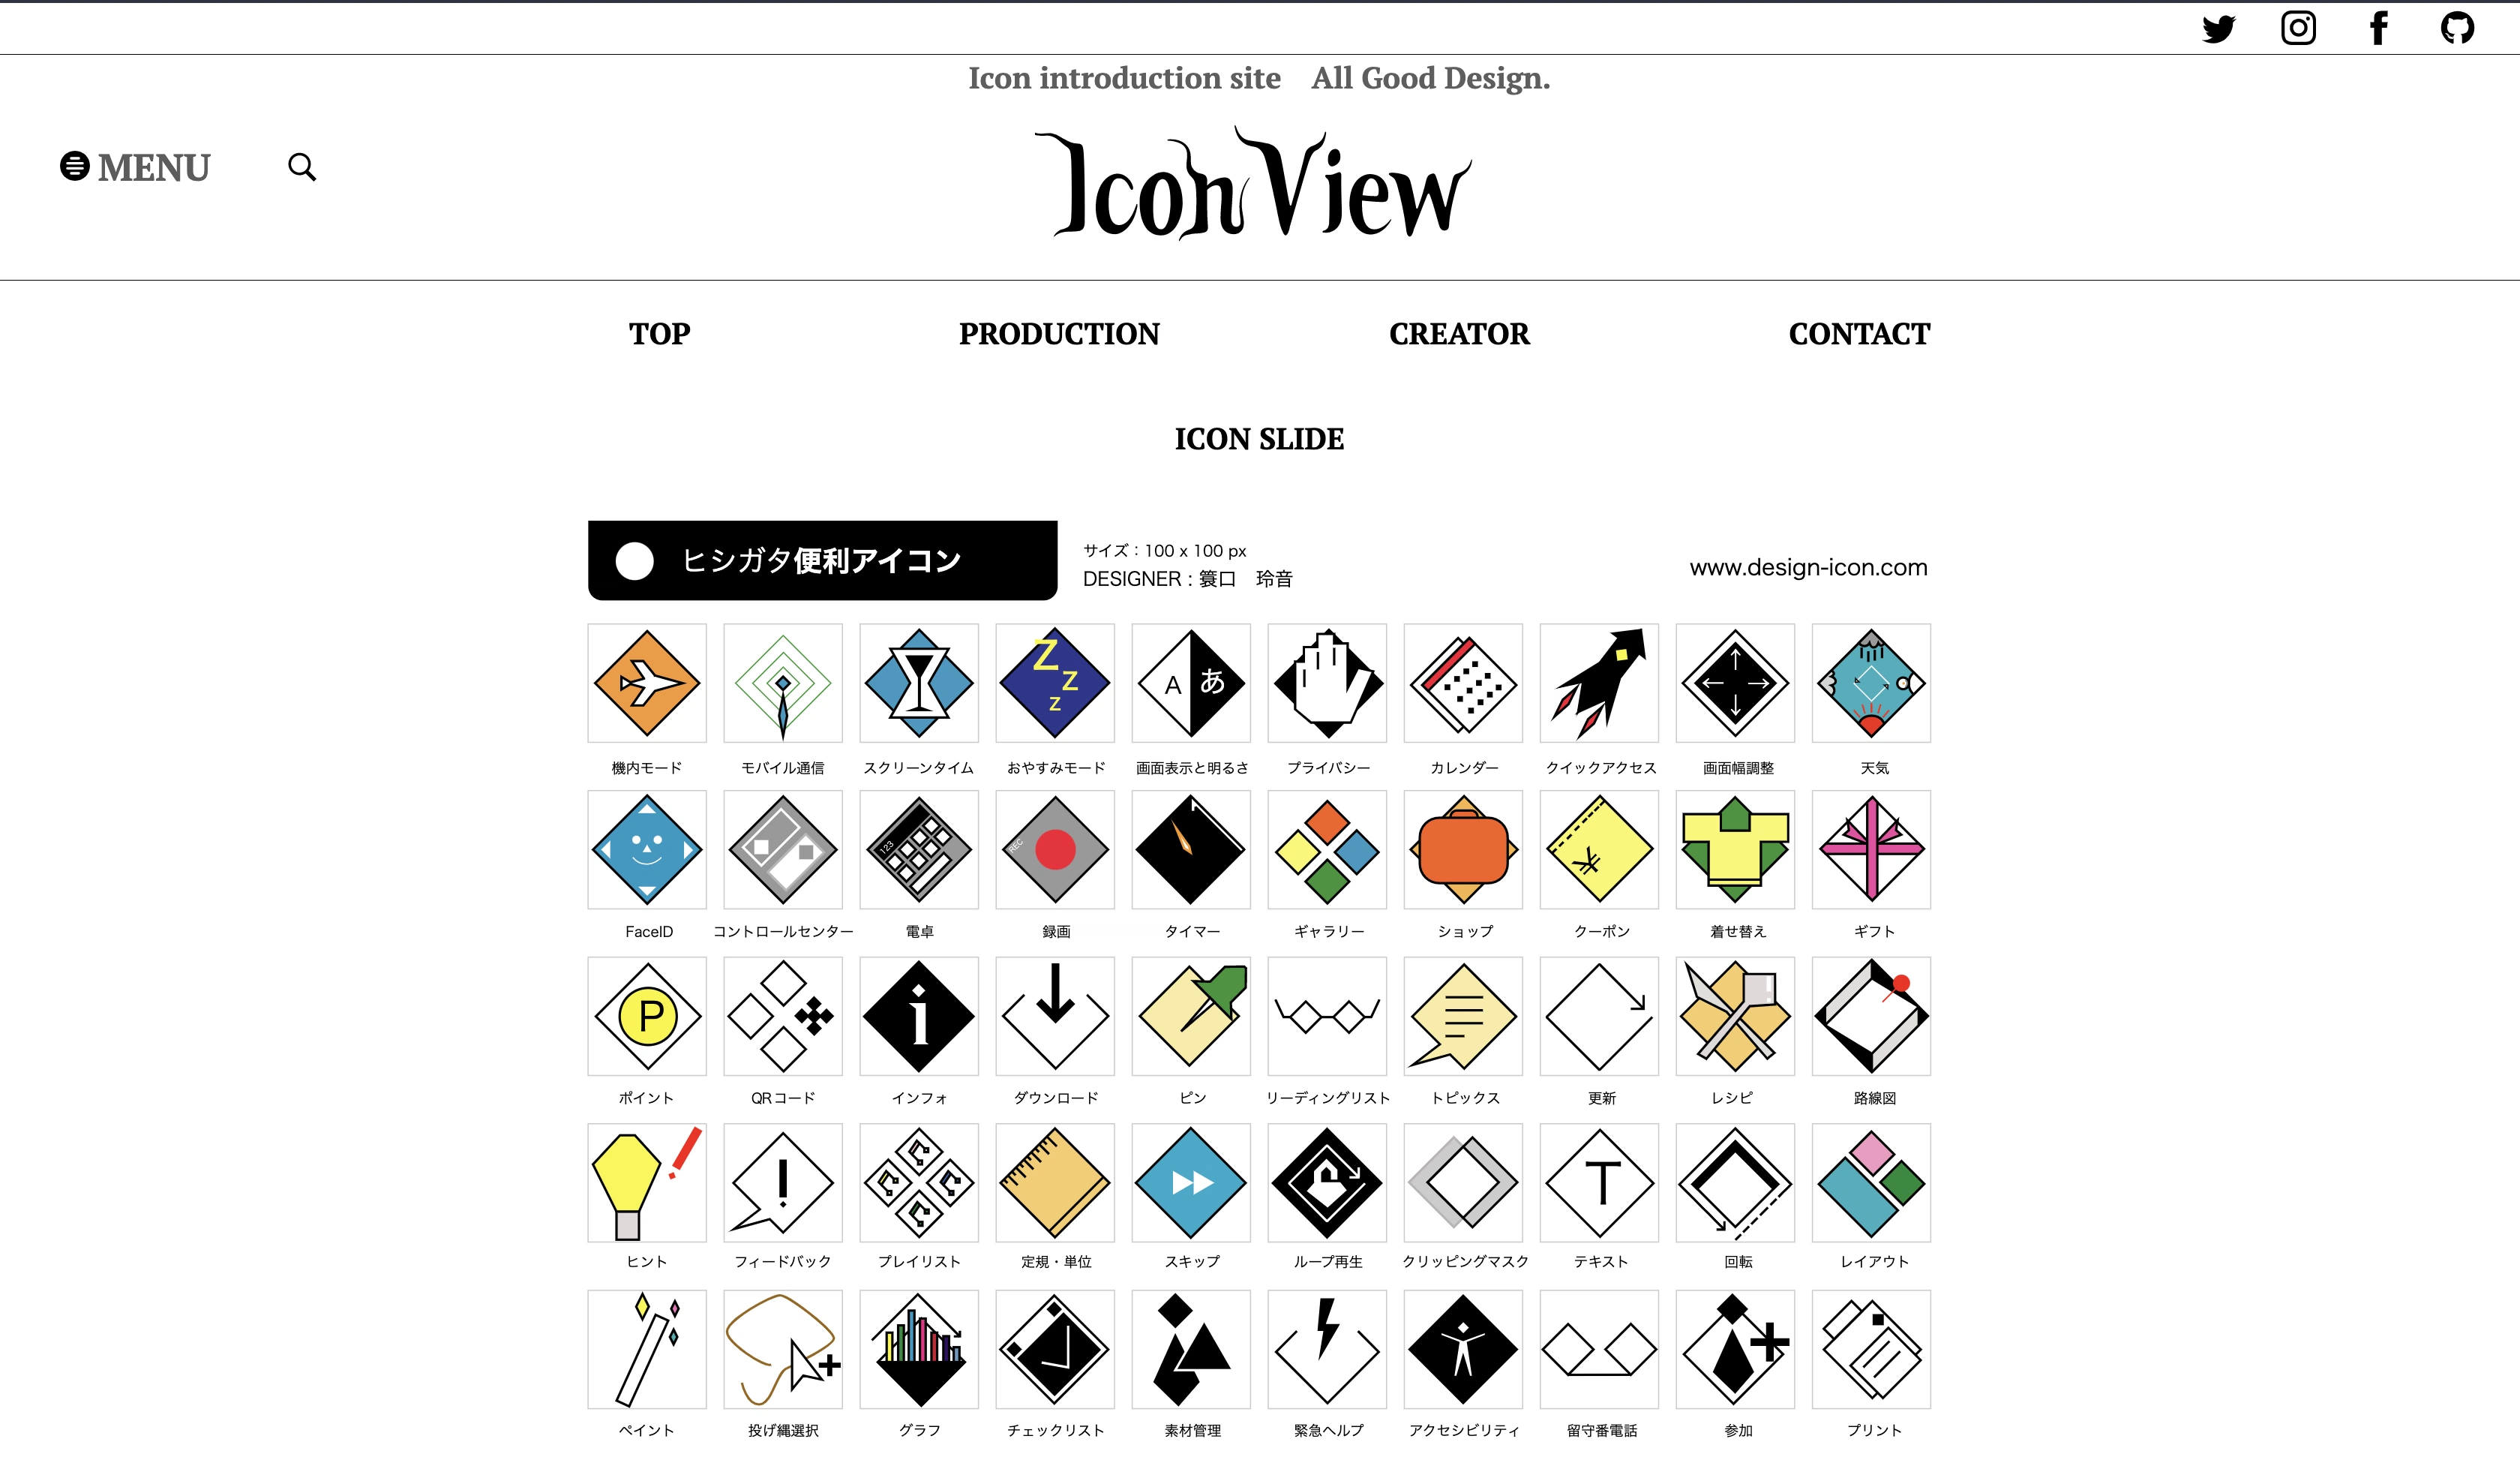 Icon introduction site　All Good Design.
MENU
Icon View
TOP
PRODUCTION
CREATOR
CONTACT
ICON SLIDE
ヒシガタ便利アイコン
サイズ：100 x 100 px
DESIGNER : 簑口　玲音
www.design-icon.com
Z
Z
Z
A あ
機内モード
モバイル通信
スクリーンタイム
おやすみモード
画面表示と明るさ
プライバシー
カレンダー
クイックアクセス
画面幅調整
天気
123
REC
¥
FaceID
コントロールセンター
電卓
録画
タイマー
ギャラリー
ショップ
クーポン
着せ替え
ギフト
P
i
ポイント
QRコード
インフォ
ダウンロード
ピン
リーディングリスト
トピックス
更新
レシピ
路線図
!
T
ヒント
フィードバック
プレイリスト
定規・単位
スキップ
ループ再生
クリッピングマスク
テキスト
回転
レイアウト
ペイント
投げ縄選択
グラフ
チェックリスト
素材管理
緊急ヘルプ
アクセシビリティ
留守番電話
参加
プリント